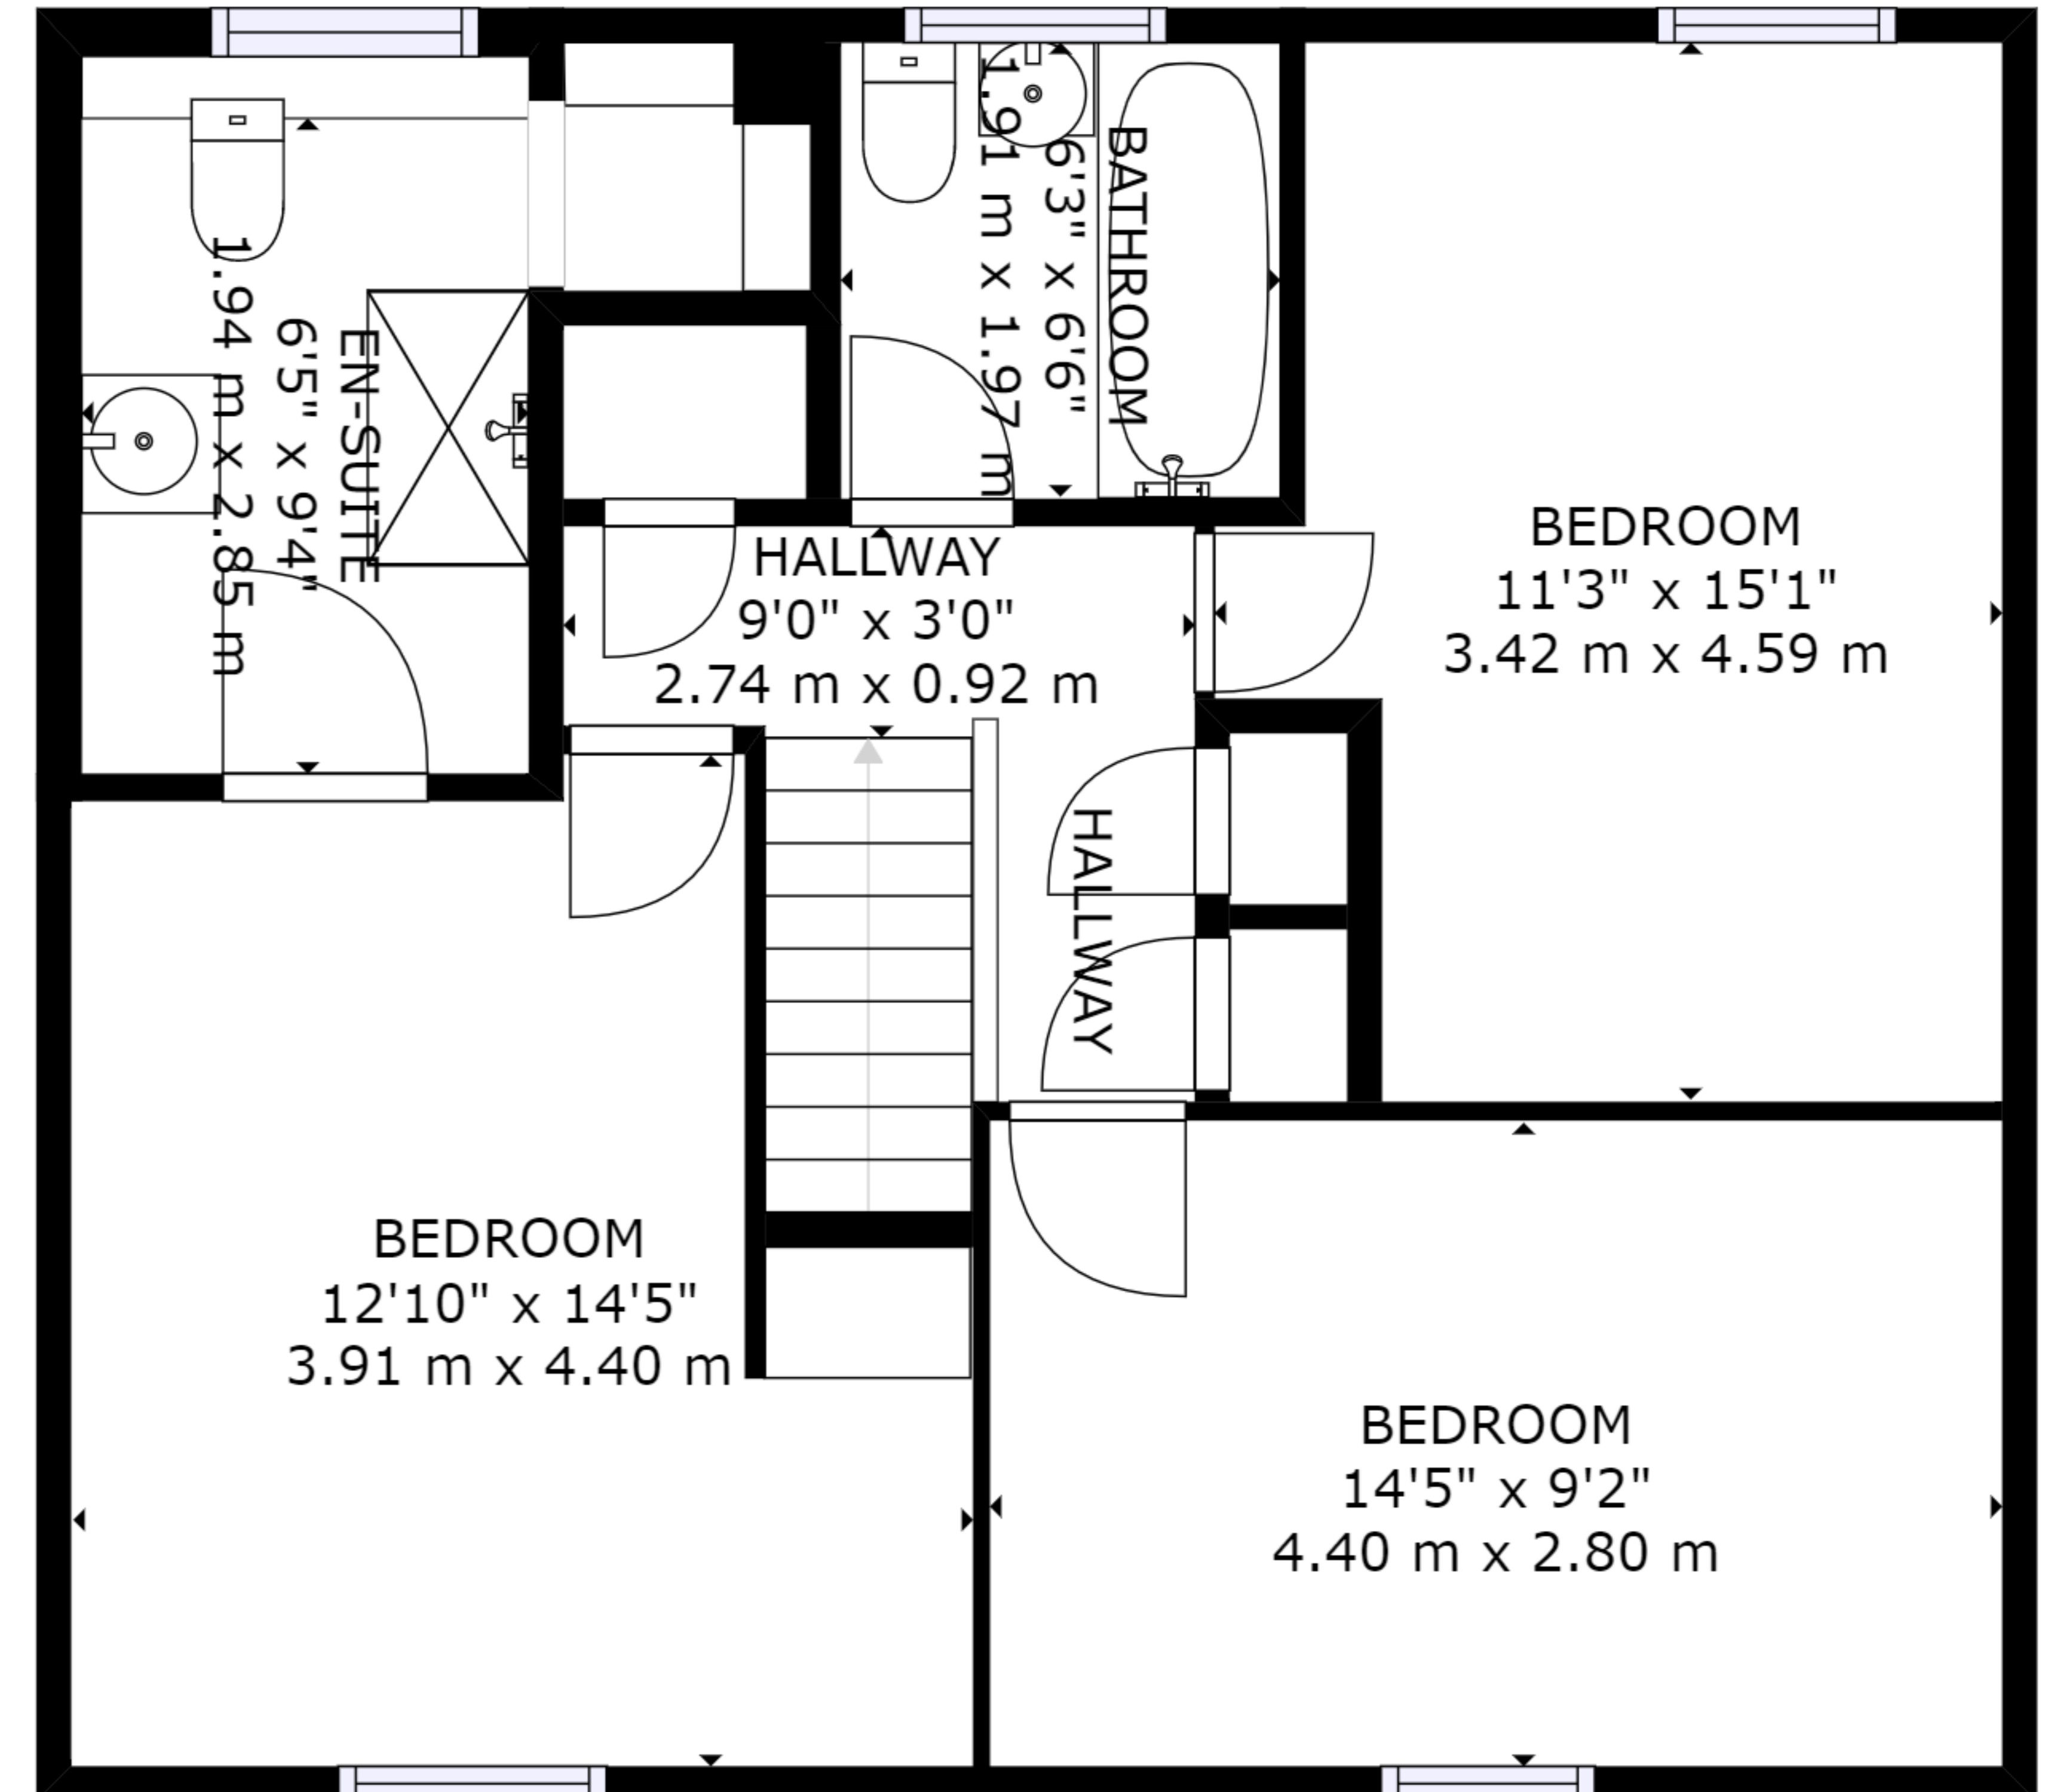 EN-SUITE
6'5" x 9'4"
1.94 m x 2.85 m
BATHROOM
6'3" x 6'6"
1.91 m x 1.97 m
HALLWAY
9'0" x 3'0"
2.74 m x 0.92 m
BEDROOM
11'3" x 15'1"
3.42 m x 4.59 m
HALLWAY
BEDROOM
12'10" x 14'5"
3.91 m x 4.40 m
BEDROOM
14'5" x 9'2"
4.40 m x 2.80 m